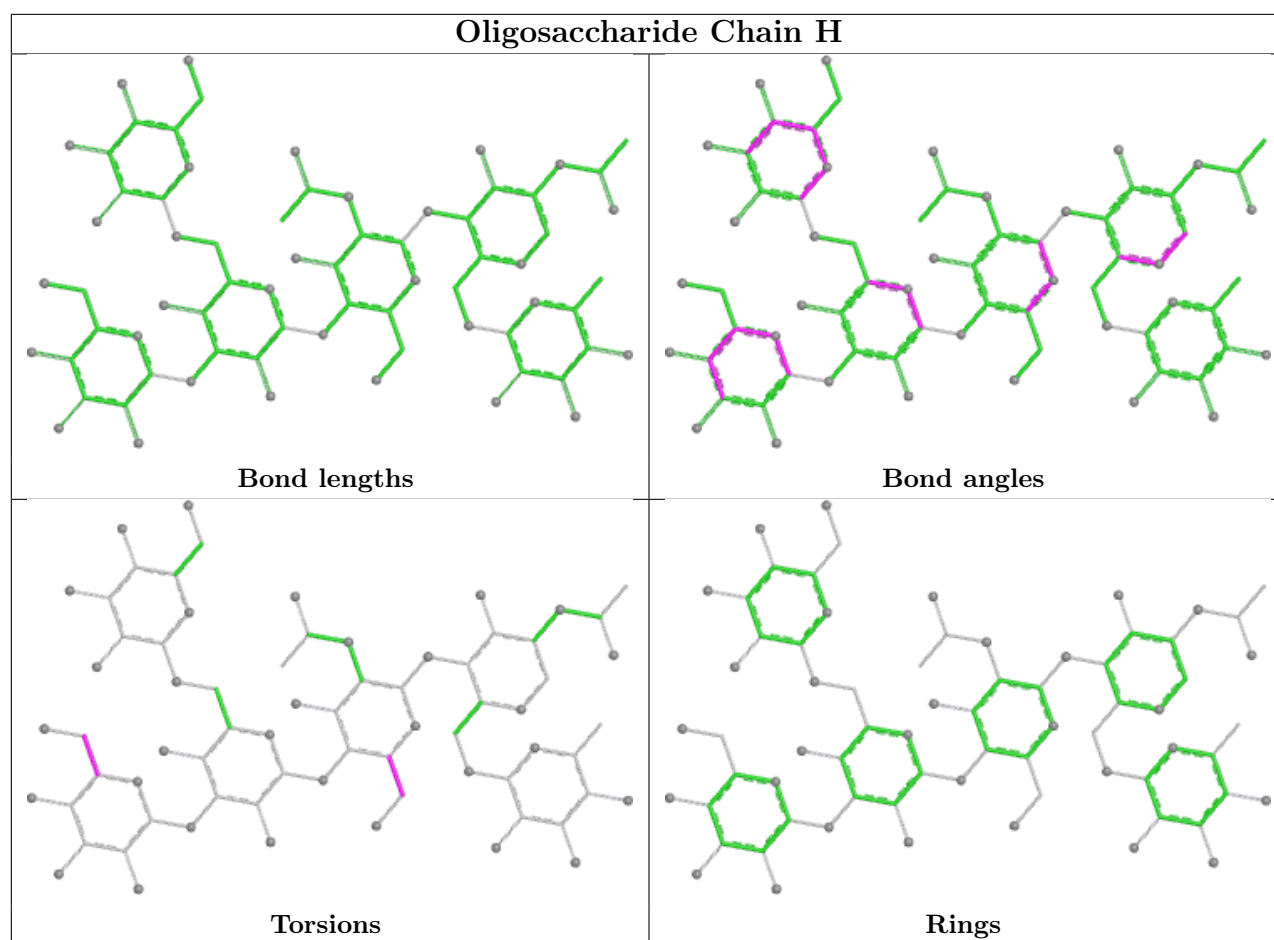 Oligosaccharide Chain H
Bond lengths
Bond angles
Torsions
Rings